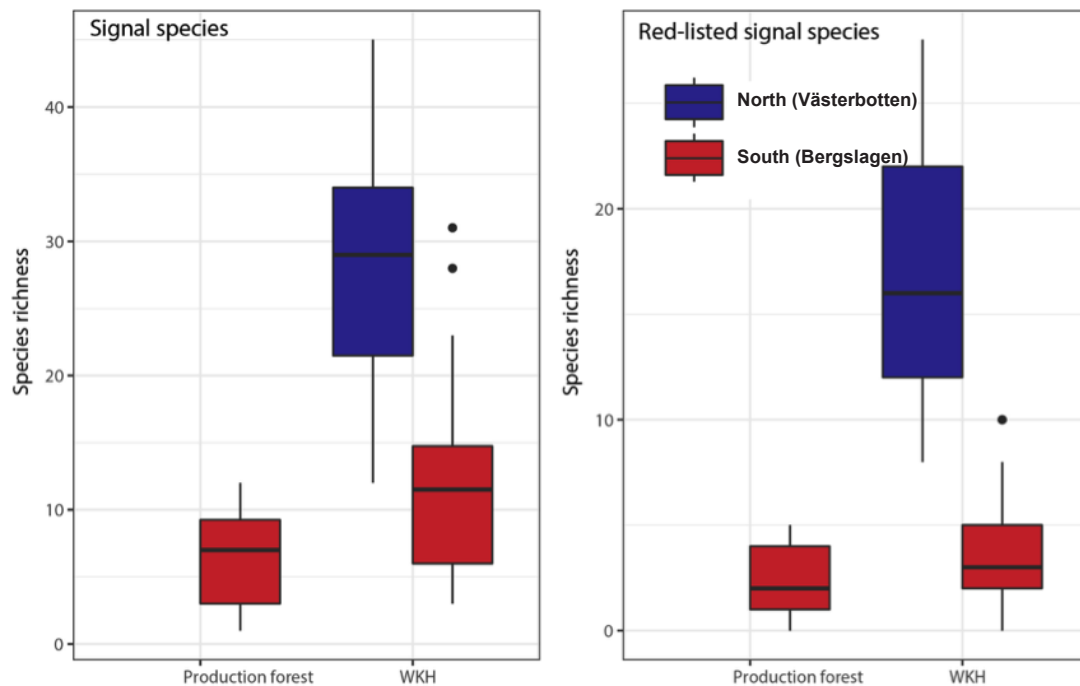 Signal species
Species richness
40
30
20
10
0
Production forest
WKH
Red-listed signal species
North (Västerbotten)
South (Bergslagen)
Species richness
20
10
0
Production forest
WKH